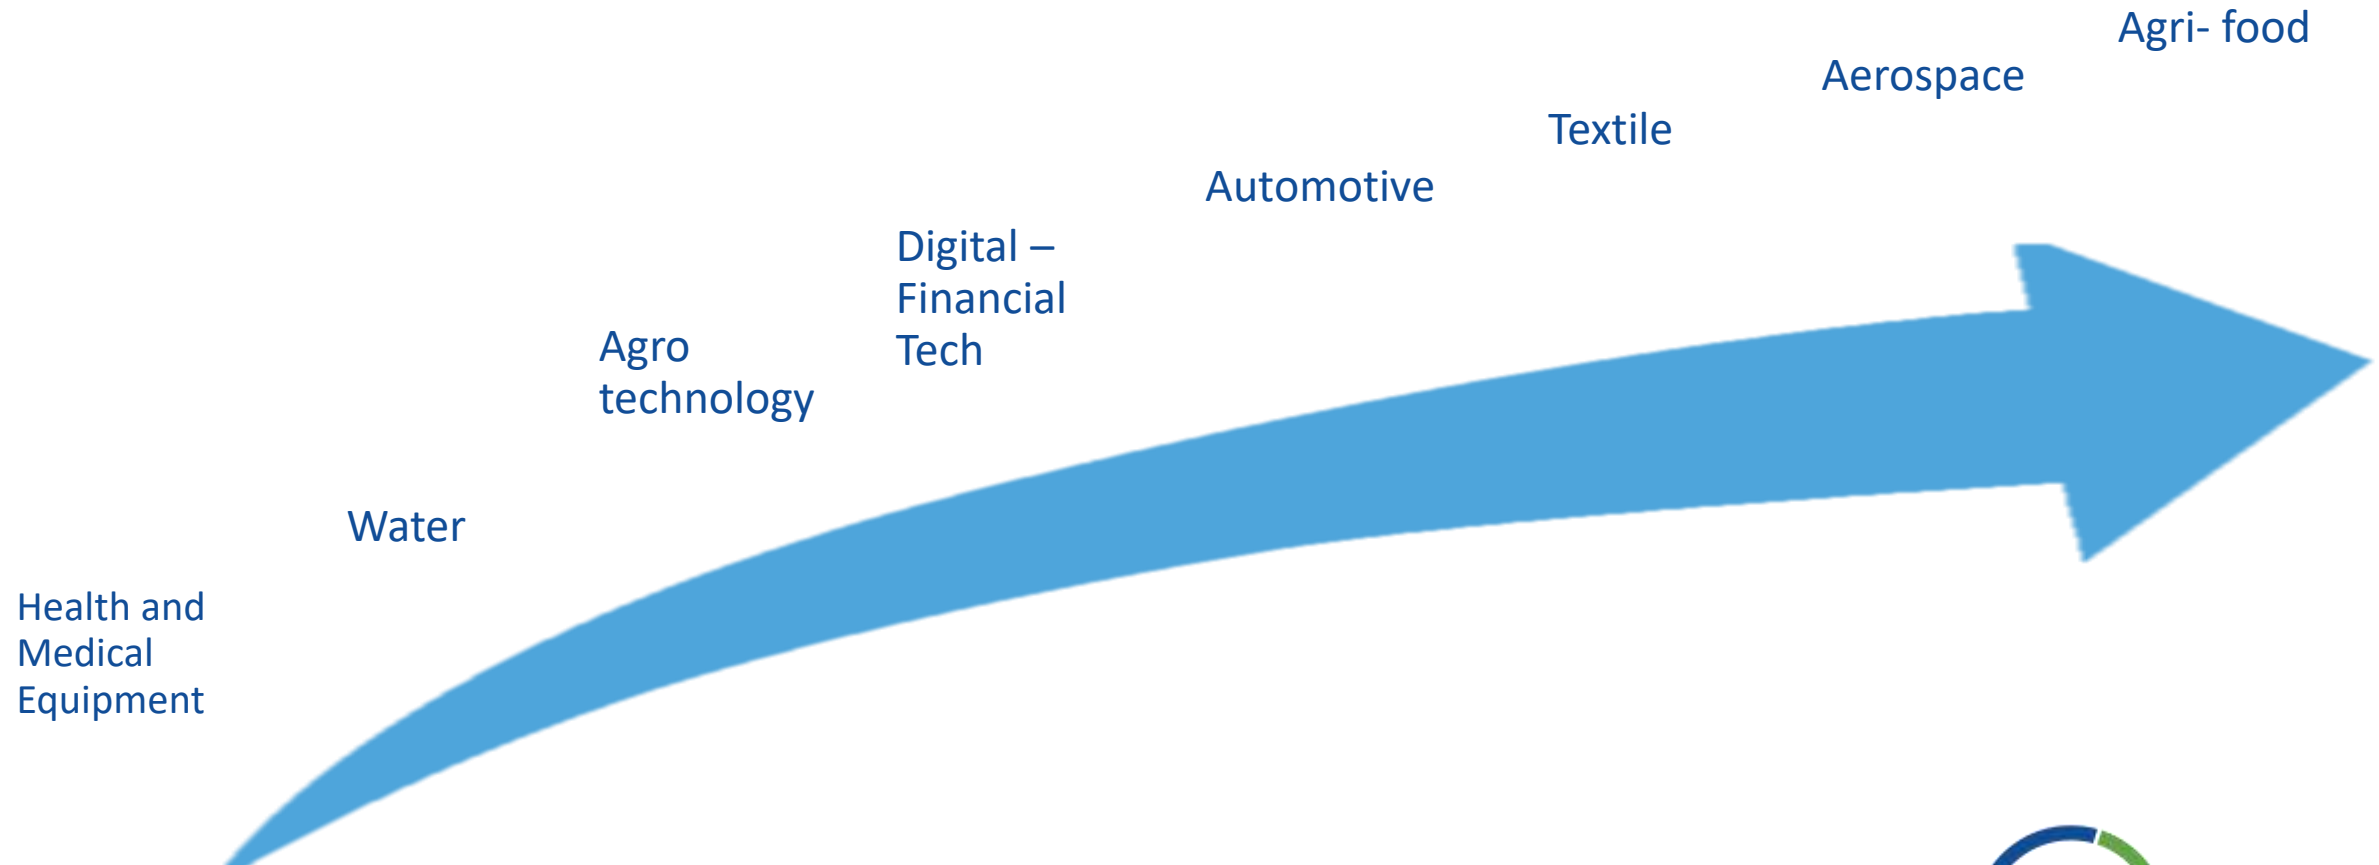 Agri- food
Aerospace
Textile
Automotive
Digital –
Financial
Tech
Agro
technology
Water
Health and
Medical
Equipment